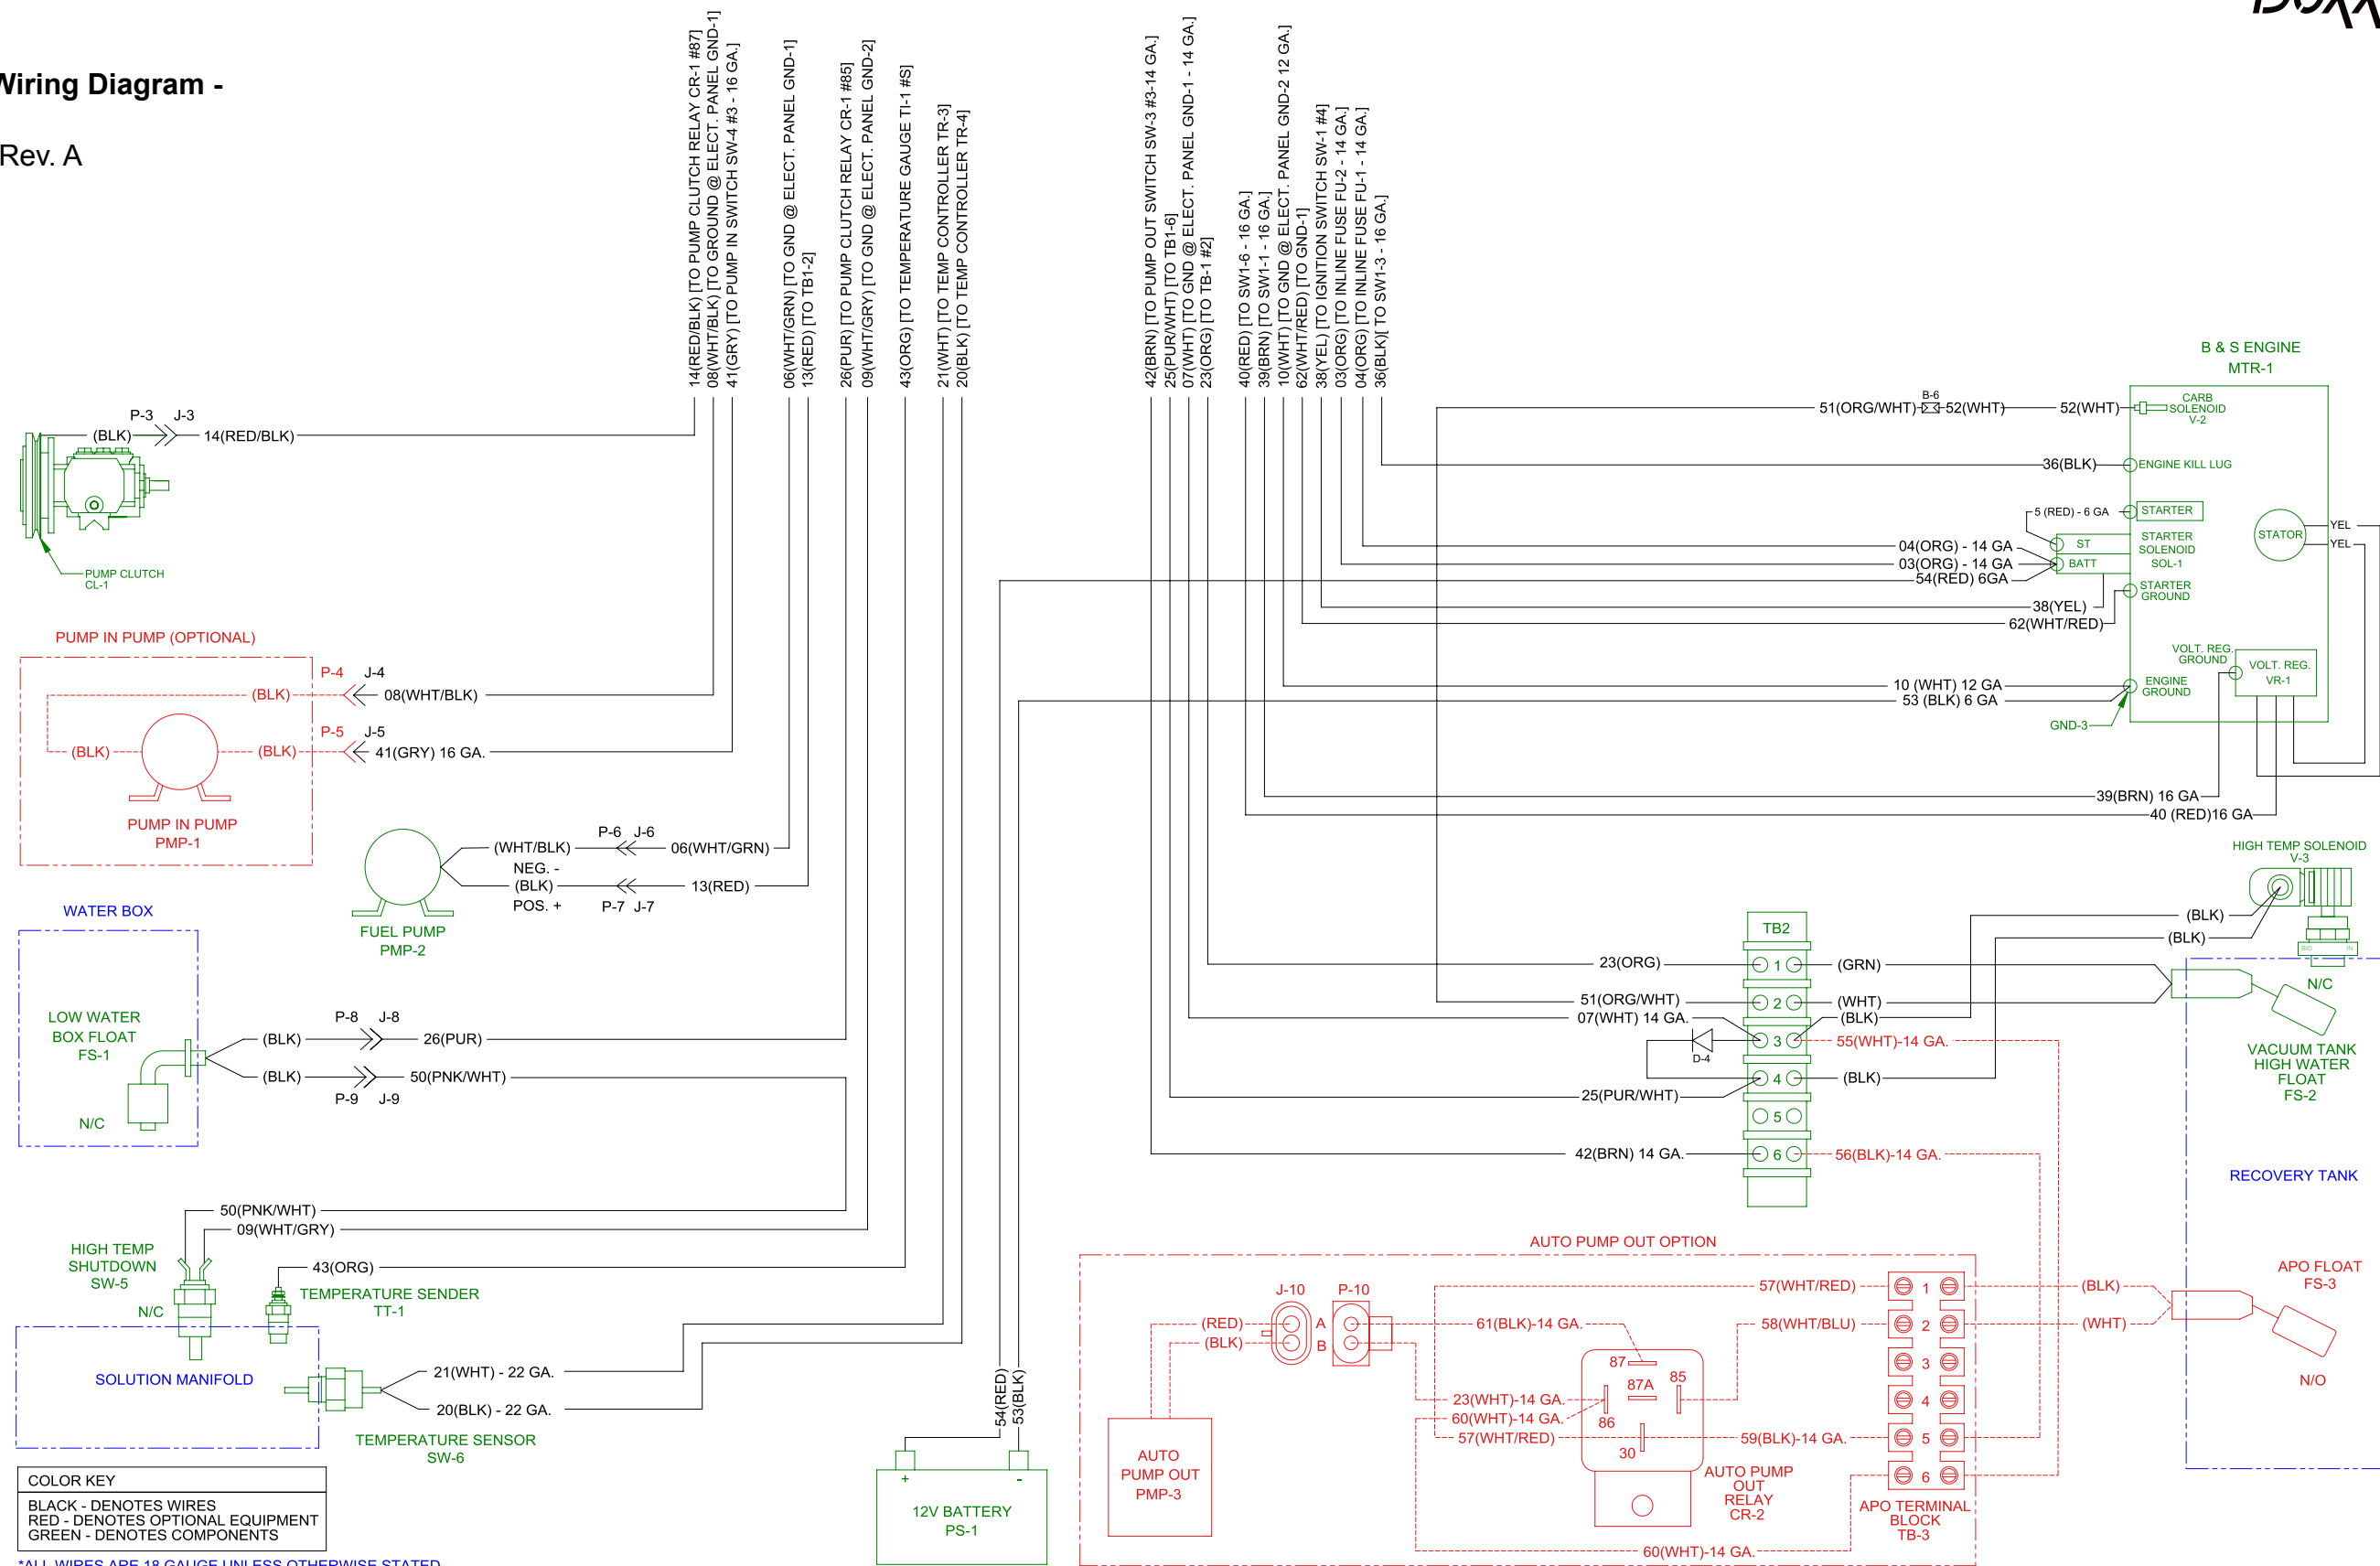 Wiring Diagram -
Rev. A
14(RED/BLK) [TO PUMP CLUTCH RELAY CR-1 #87]
08(WHT/BLK) [TO GROUND @ ELECT. PANEL GND-1]
41(GRY) [TO PUMP IN SWITCH SW-4 #3 - 16 GA.]
06(WHT/GRN) [TO GND @ ELECT. PANEL GND-1]
13(RED) [TO TB1-2]
26(PUR) [TO PUMP CLUTCH RELAY CR-1 #85]
09(WHT/GRY) [TO GND @ ELECT. PANEL GND-2]
43(ORG) [TO TEMPERATURE GAUGE TI-1 #S]
21(WHT) [TO TEMP CONTROLLER TR-3]
20(BLK) [TO TEMP CONTROLLER TR-4]
42(BRN) [TO PUMP OUT SWITCH SW-3 #3-14 GA.]
25(PUR/WHT) [TO TB1-6]
07(WHT) [TO GND @ ELECT. PANEL GND-1 - 14 GA.]
23(ORG) [TO TB-1 #2]
40(RED) [TO SW1-6 - 16 GA.]
39(BRN) [TO SW1-1 - 16 GA.]
10(WHT) [TO GND @ ELECT. PANEL GND-2 12 GA.]
62(WHT/RED) [TO GND-1]
38(YEL) [TO IGNITION SWITCH SW-1 #4]
03(ORG) [TO INLINE FUSE FU-2 - 14 GA.]
04(ORG) [TO INLINE FUSE FU-1 - 14 GA.]
36(BLK)[ TO SW1-3 - 16 GA.]
P-3 J-3
(BLK) 14(RED/BLK)
PUMP CLUTCH
CL-1
PUMP IN PUMP (OPTIONAL)
P-4 J-4
(BLK) 08(WHT/BLK)
P-5 J-5
(BLK) (BLK) 41(GRY) 16 GA.
PUMP IN PUMP
PMP-1
P-6 J-6
(WHT/BLK) 06(WHT/GRN)
NEG. -
(BLK) 13(RED)
POS. + P-7 J-7
FUEL PUMP
PMP-2
WATER BOX
LOW WATER
BOX FLOAT
FS-1
N/C
P-8 J-8
(BLK) 26(PUR)
(BLK) 50(PNK/WHT)
P-9 J-9
50(PNK/WHT)
09(WHT/GRY)
HIGH TEMP
SHUTDOWN
SW-5
N/C
43(ORG)
TEMPERATURE SENDER
TT-1
SOLUTION MANIFOLD
21(WHT) - 22 GA.
20(BLK) - 22 GA.
TEMPERATURE SENSOR
SW-6
COLOR KEY
BLACK - DENOTES WIRES
RED - DENOTES OPTIONAL EQUIPMENT
GREEN - DENOTES COMPONENTS
*ALL WIRES ARE 18 GAUGE UNLESS OTHERWISE STATED
54(RED)
53(BLK)
+ -
12V BATTERY
PS-1
B & S ENGINE
MTR-1
B-6
51(ORG/WHT) 52(WHT) 52(WHT)
CARB
SOLENOID
V-2
36(BLK) ENGINE KILL LUG
5 (RED) - 6 GA STARTER
04(ORG) - 14 GA ST
03(ORG) - 14 GA BATT
54(RED) 6GA
STARTER
SOLENOID
SOL-1
STATOR
YEL
YEL
STARTER
GROUND
38(YEL)
62(WHT/RED)
VOLT. REG.
GROUND
VOLT. REG.
VR-1
10 (WHT) 12 GA
53 (BLK) 6 GA
ENGINE
GROUND
GND-3
39(BRN) 16 GA
40 (RED)16 GA
HIGH TEMP SOLENOID
V-3
(BLK)
(BLK)
IN
N/C
TB2
23(ORG) 1 (GRN)
51(ORG/WHT) 2 (WHT)
07(WHT) 14 GA. (BLK)
D-4 3 55(WHT)-14 GA.
4 (BLK)
25(PUR/WHT)
5
42(BRN) 14 GA. 6 56(BLK)-14 GA.
VACUUM TANK
HIGH WATER
FLOAT
FS-2
RECOVERY TANK
APO FLOAT
FS-3
N/O
AUTO PUMP OUT OPTION
J-10 P-10
(RED) A
(BLK) B
57(WHT/RED) 1 (BLK)
61(BLK)-14 GA. 58(WHT/BLU) 2 (WHT)
3
4
5
6
87
87A
85
86
30
23(WHT)-14 GA.
60(WHT)-14 GA.
57(WHT/RED) 59(BLK)-14 GA.
AUTO
PUMP OUT
PMP-3
AUTO PUMP
OUT
RELAY
CR-2
APO TERMINAL
BLOCK
TB-3
60(WHT)-14 GA.